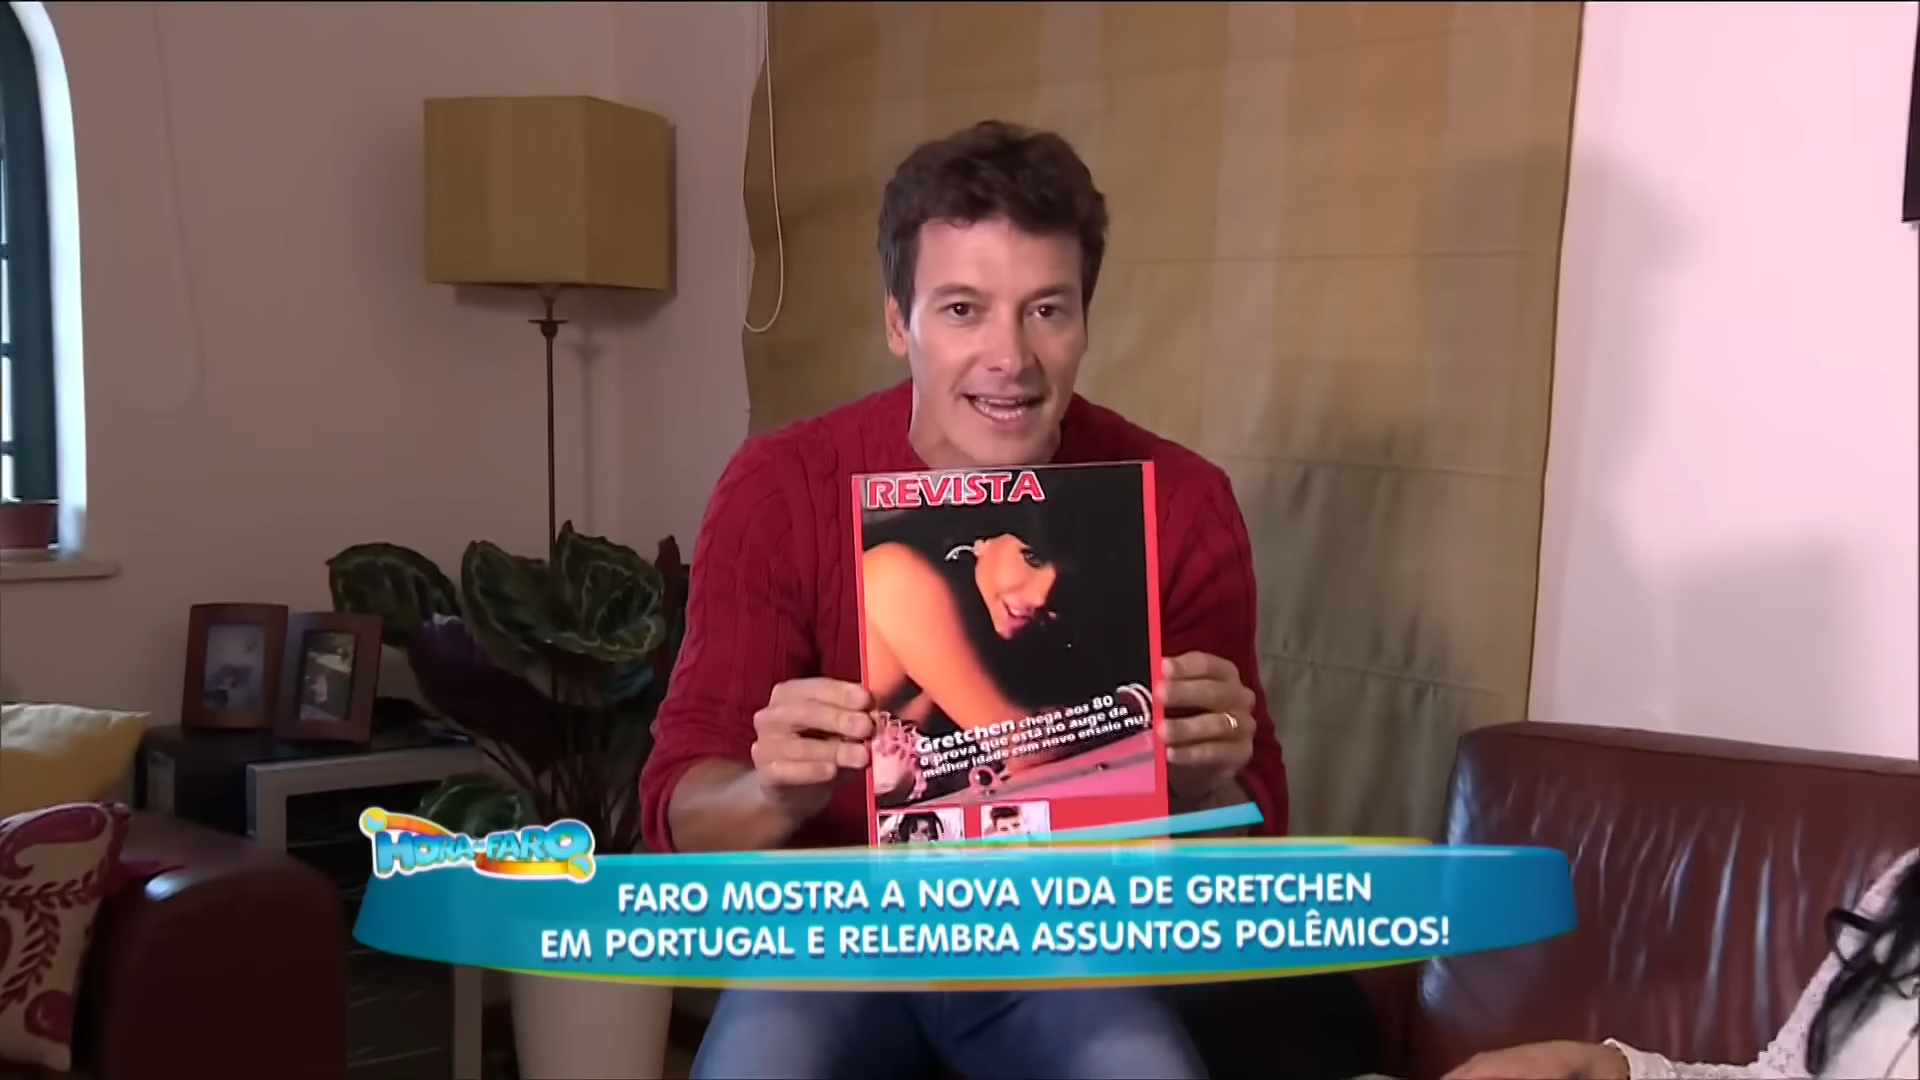 REVISTA
Gretchen chega aos 80
e prova que está no auge da
melhor idade com novo ensaio nu
HORA DO FARO
FARO MOSTRA A NOVA VIDA DE GRETCHEN
EM PORTUGAL E RELEMBRA ASSUNTOS POLÊMICOS!